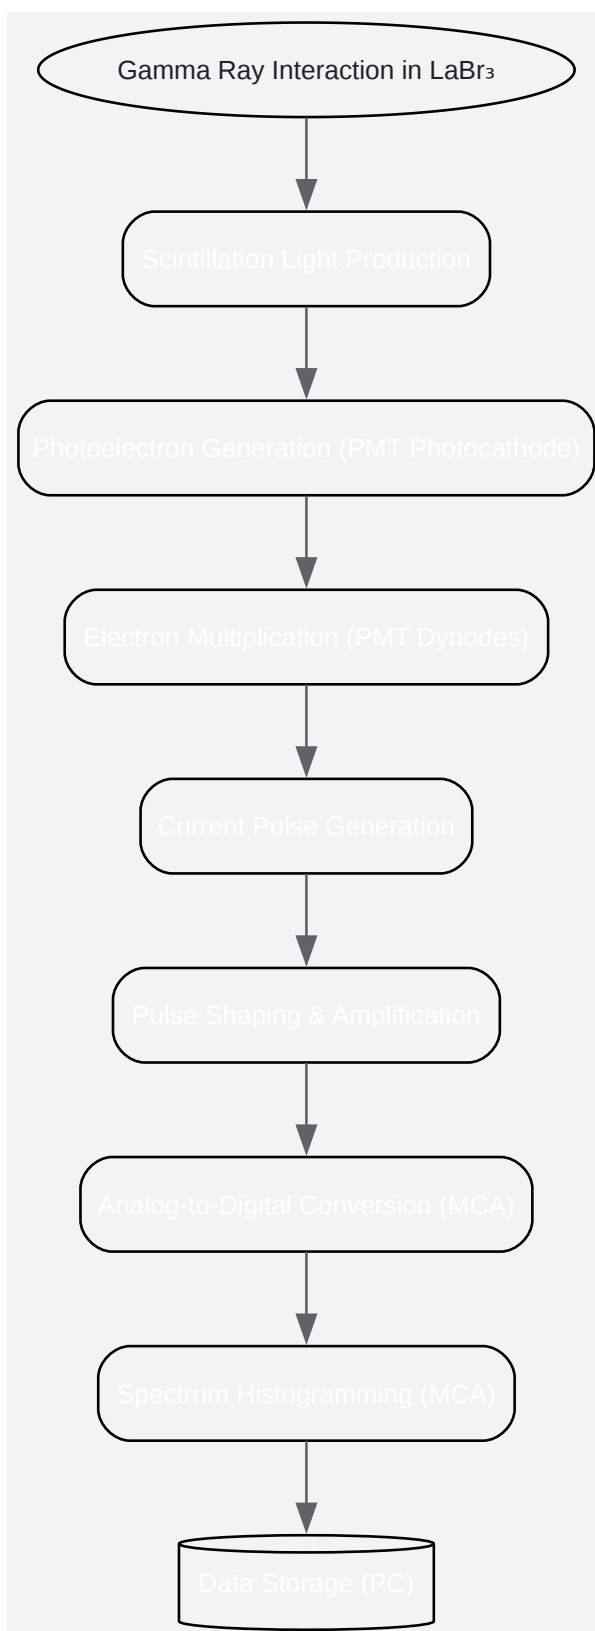 Gamma Ray Interaction in LaBr₃
Scintillation Light Production
Photoelectron Generation (PMT Photocathode)
Electron Multiplication (PMT Dynodes)
Current Pulse Generation
Pulse Shaping & Amplification
Analog-to-Digital Conversion (MCA)
Spectrum Histogramming (MCA)
Data Storage (PC)